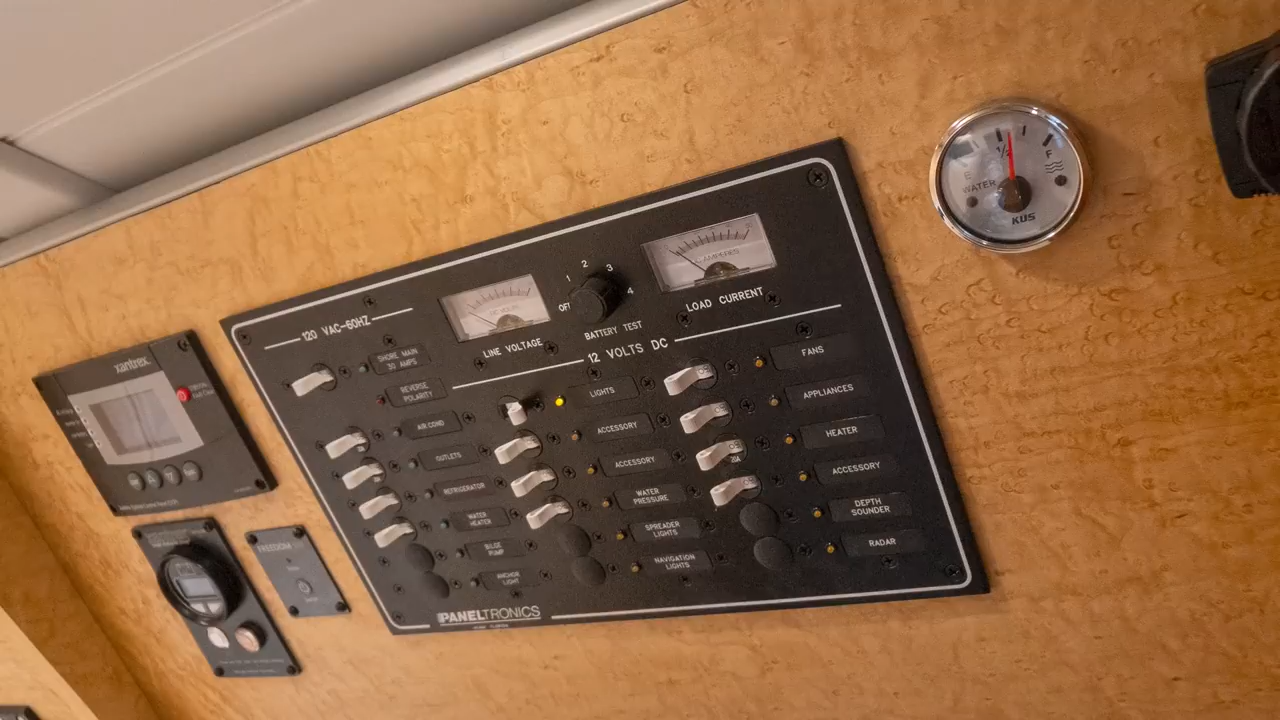 xantrex
FREEDOM
120 VAC-60HZ
SHORE MAIN
30 AMPS
REVERSE
POLARITY
AIR COND
OUTLETS
REFRIGERATOR
WATER
HEATER
BILGE
PUMP
ANCHOR
LIGHT
PANELTRONICS
LINE VOLTAGE
OFF
1
2
3
4
BATTERY TEST
LOAD CURRENT
12 VOLTS DC
LIGHTS
ACCESSORY
ACCESSORY
WATER
PRESSURE
SPREADER
LIGHTS
NAVIGATION
LIGHTS
FANS
APPLIANCES
HEATER
ACCESSORY
DEPTH
SOUNDER
RADAR
20A
E
1/2
F
WATER
KUS